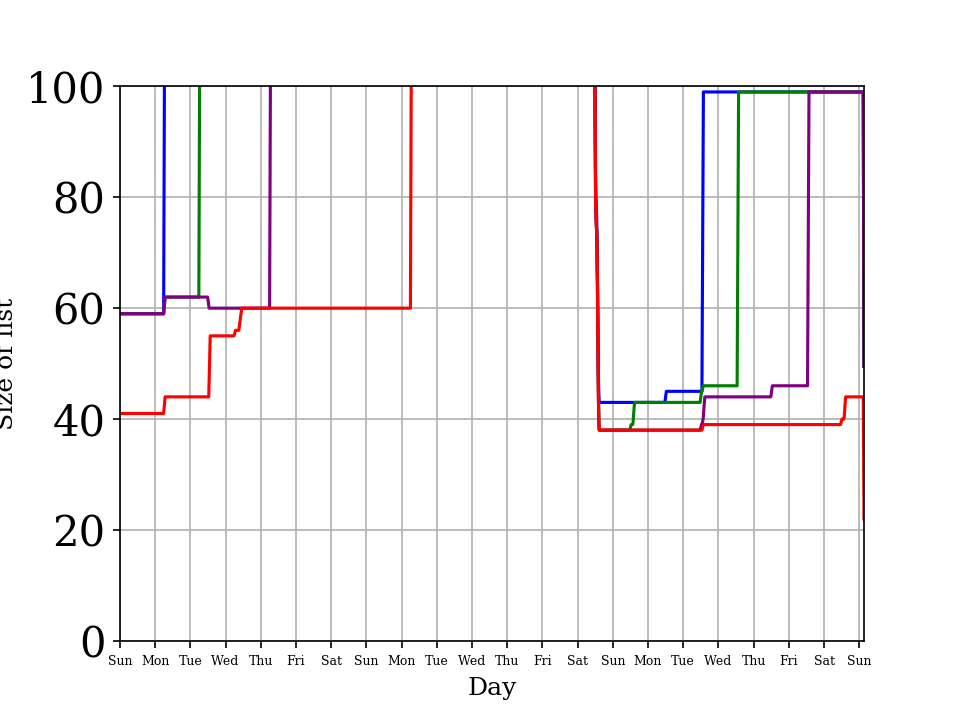 100
80
60
40
20
0
Size of list
Sun Mon Tue Wed Thu Fri Sat Sun Mon Tue Wed Thu Fri Sat Sun Mon Tue Wed Thu Fri Sat Sun
Day